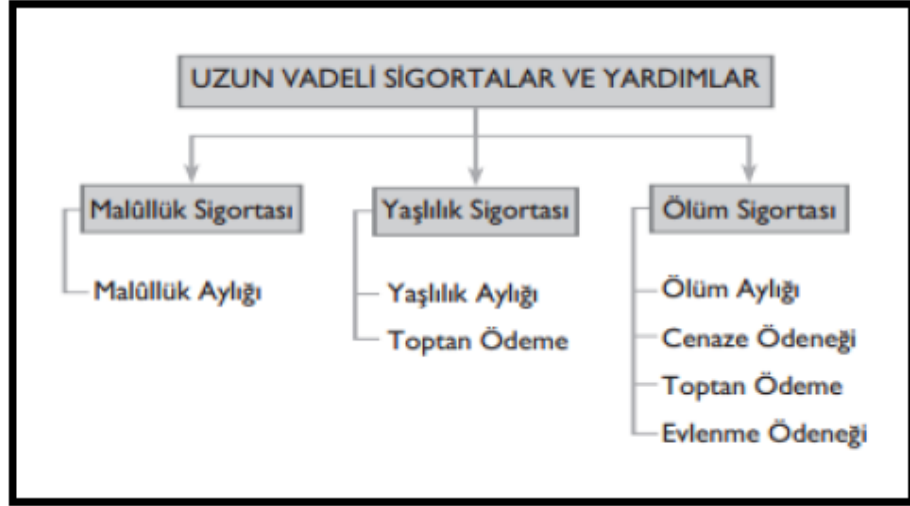 UZUN VADELİ SİGORTALAR VE YARDIMLAR
Malûllük Sigortası
Malûllük Aylığı
Yaşlılık Sigortası
Yaşlılık Aylığı
Toptan Ödeme
Ölüm Sigortası
Ölüm Aylığı
Cenaze Ödeneği
Toptan Ödeme
Evlenme Ödeneği